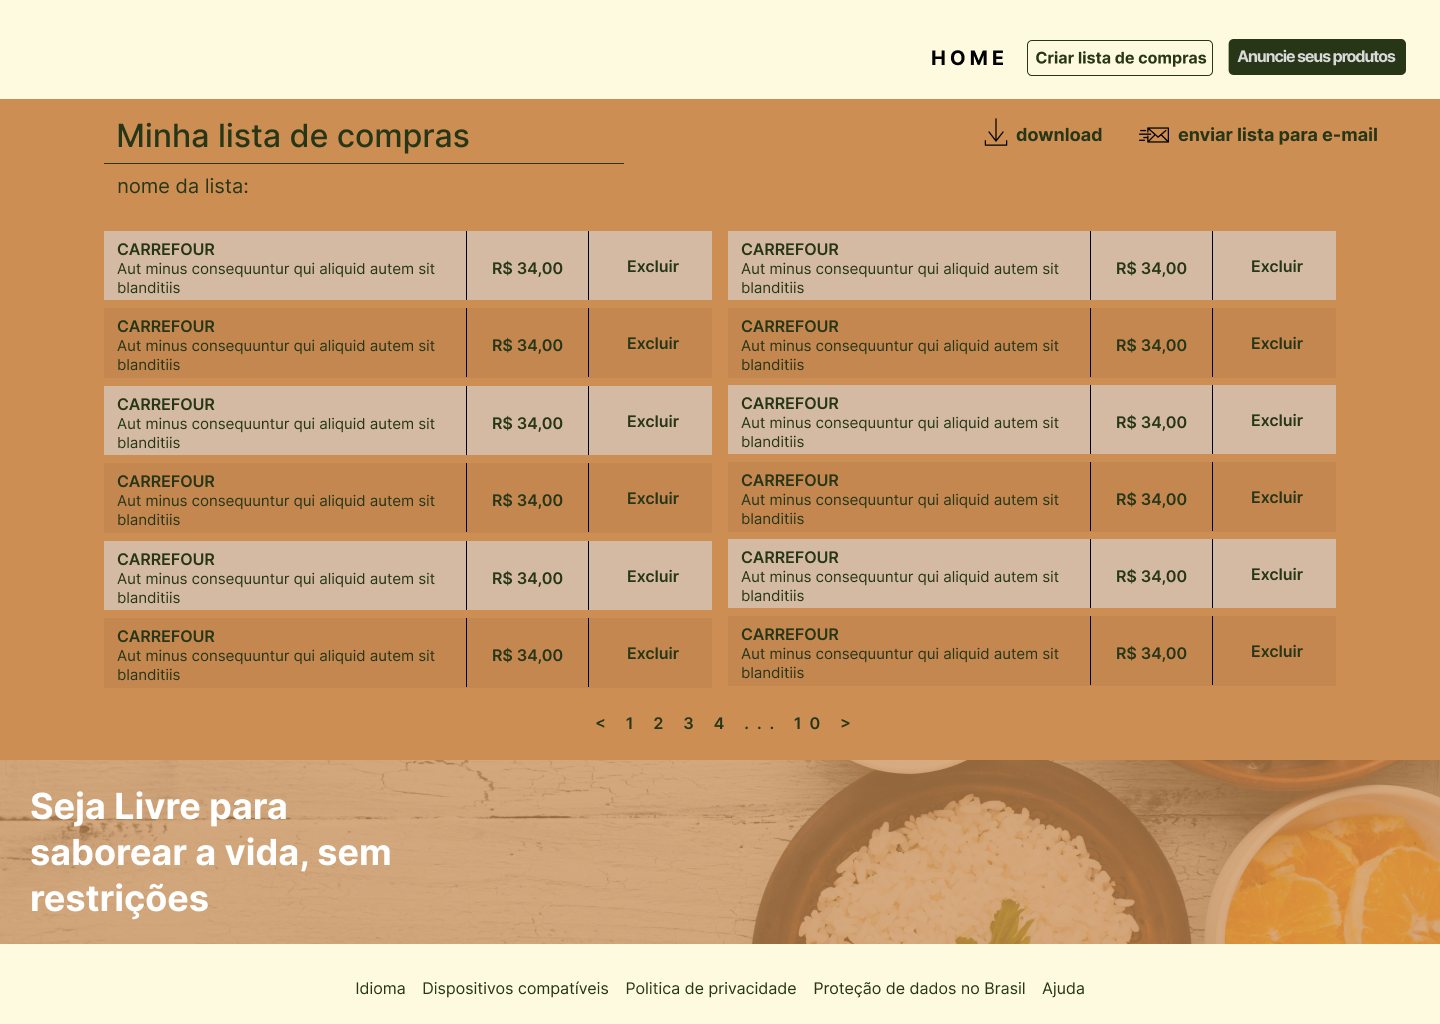 HOME
Criar lista de compras
Anuncie seus produtos
Minha lista de compras
download
enviar lista para e-mail
nome da lista:
CARREFOUR
Aut minus consequuntur qui aliquid autem sit
blanditiis
R$ 34,00
Excluir
CARREFOUR
Aut minus consequuntur qui aliquid autem sit
blanditiis
R$ 34,00
Excluir
CARREFOUR
Aut minus consequuntur qui aliquid autem sit
blanditiis
R$ 34,00
Excluir
CARREFOUR
Aut minus consequuntur qui aliquid autem sit
blanditiis
R$ 34,00
Excluir
CARREFOUR
Aut minus consequuntur qui aliquid autem sit
blanditiis
R$ 34,00
Excluir
CARREFOUR
Aut minus consequuntur qui aliquid autem sit
blanditiis
R$ 34,00
Excluir
CARREFOUR
Aut minus consequuntur qui aliquid autem sit
blanditiis
R$ 34,00
Excluir
CARREFOUR
Aut minus consequuntur qui aliquid autem sit
blanditiis
R$ 34,00
Excluir
CARREFOUR
Aut minus consequuntur qui aliquid autem sit
blanditiis
R$ 34,00
Excluir
CARREFOUR
Aut minus consequuntur qui aliquid autem sit
blanditiis
R$ 34,00
Excluir
CARREFOUR
Aut minus consequuntur qui aliquid autem sit
blanditiis
R$ 34,00
Excluir
CARREFOUR
Aut minus consequuntur qui aliquid autem sit
blanditiis
R$ 34,00
Excluir
< 1 2 3 4 ... 10 >
Seja Livre para
saborear a vida, sem
restrições
Idioma Dispositivos compatíveis Politica de privacidade Proteção de dados no Brasil Ajuda